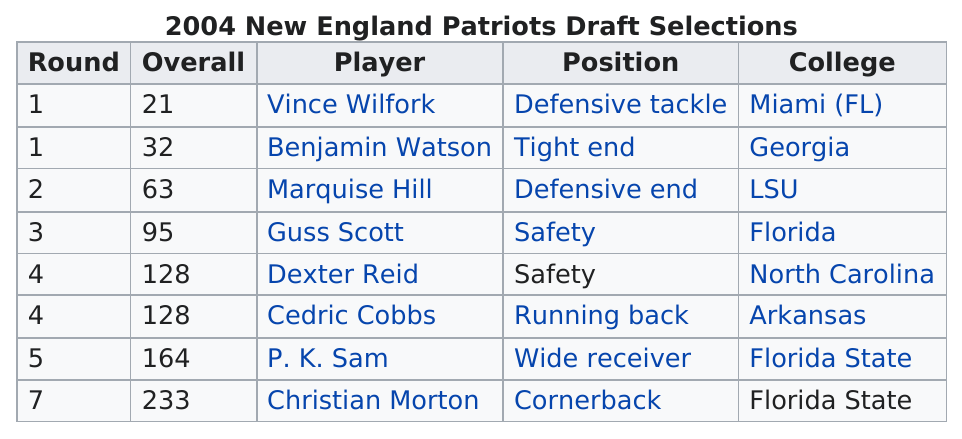 2004 New England Patriots Draft Selections
Round Overall Player Position College
1 21 Vince Wilfork Defensive tackle Miami (FL)
1 32 Benjamin Watson Tight end Georgia
2 63 Marquise Hill Defensive end LSU
3 95 Guss Scott Safety Florida
4 128 Dexter Reid Safety North Carolina
4 128 Cedric Cobbs Running back Arkansas
5 164 P. K. Sam Wide receiver Florida State
7 233 Christian Morton Cornerback Florida State